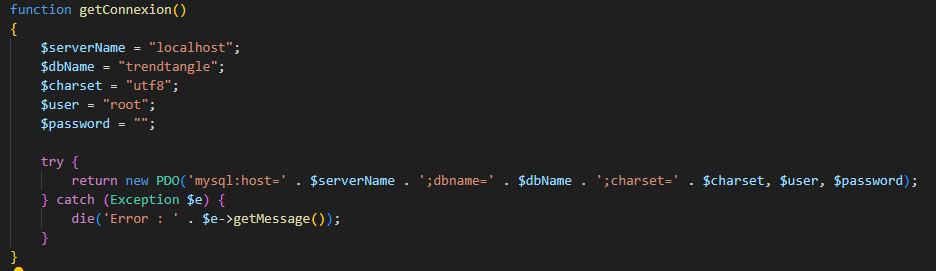 function getConnexion()
{
    $serverName = "localhost";
    $dbName = "trendtangle";
    $charset = "utf8";
    $user = "root";
    $password = "";

    try {
        return new PDO('mysql:host=' . $serverName . ';dbname=' . $dbName . ';charset=' . $charset, $user, $password);
    } catch (Exception $e) {
        die('Error : ' . $e->getMessage());
    }
}